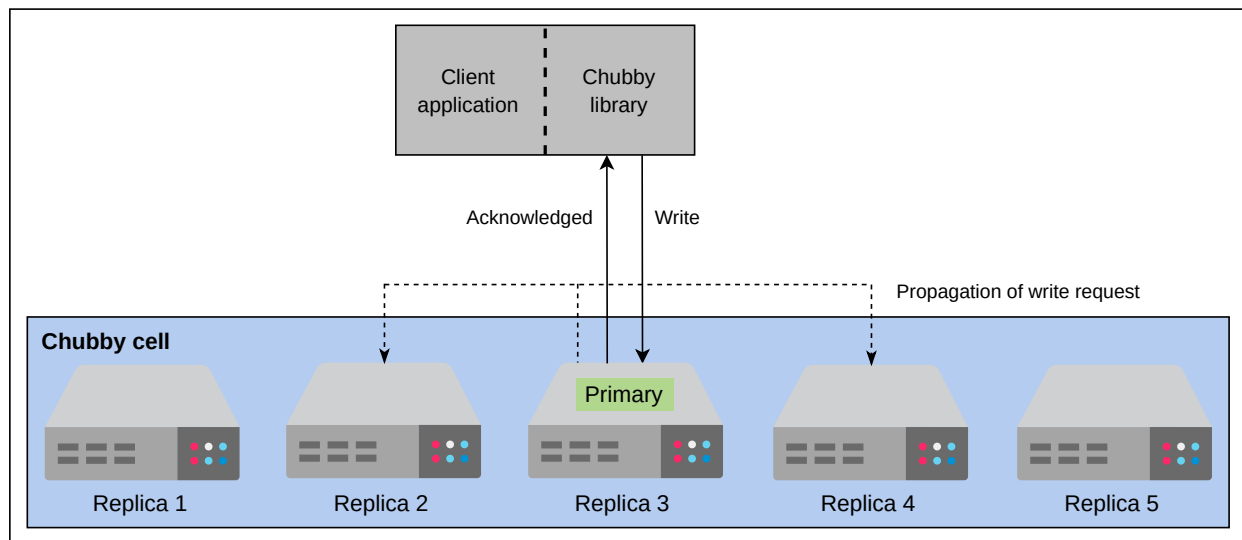 Client
application
Chubby
library
Acknowledged
Write
Propagation of write request
Chubby cell
Primary
Replica 1
Replica 2
Replica 3
Replica 4
Replica 5